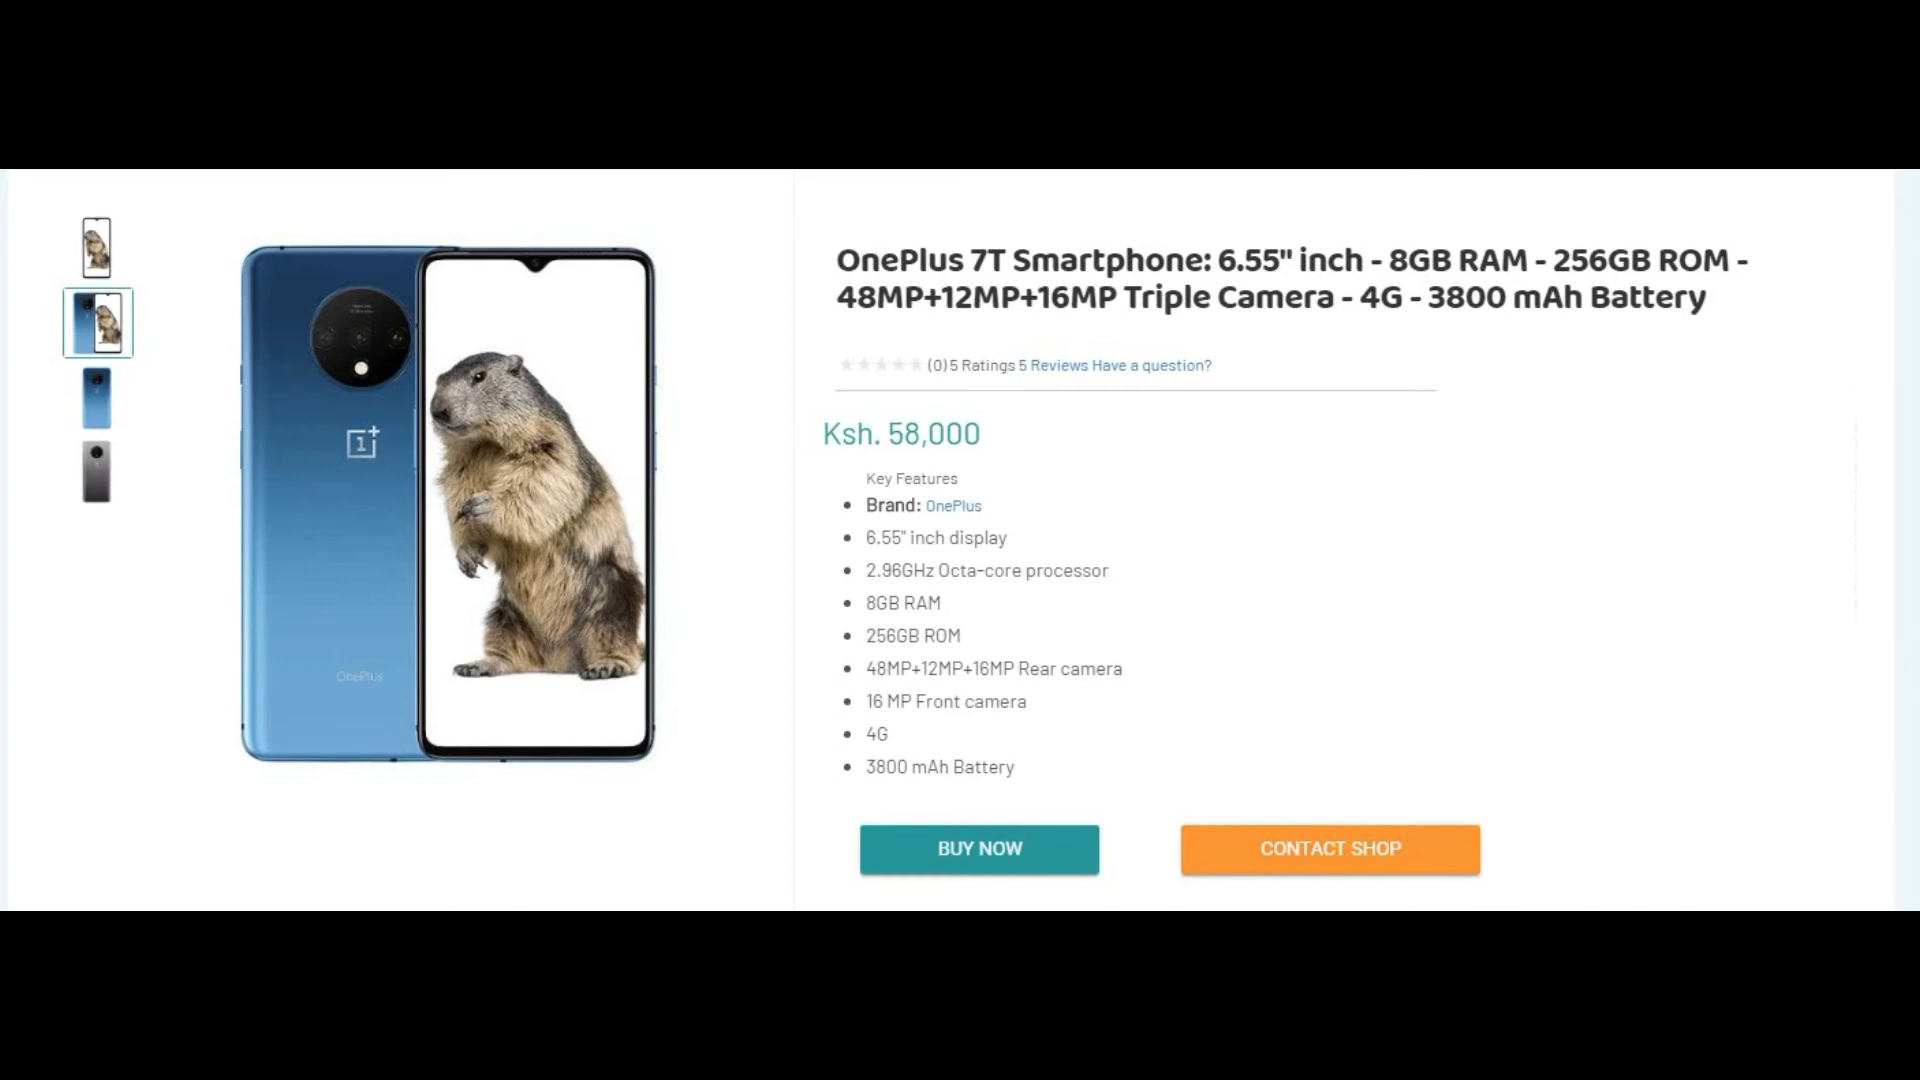 OnePlus 7T Smartphone: 6.55" inch - 8GB RAM - 256GB ROM -
48MP+12MP+16MP Triple Camera - 4G - 3800 mAh Battery
(0) 5 Ratings 5 Reviews Have a question?
Ksh. 58,000
Key Features
Brand: OnePlus
6.55" inch display
2.96GHz Octa-core processor
8GB RAM
256GB ROM
48MP+12MP+16MP Rear camera
16 MP Front camera
4G
3800 mAh Battery
BUY NOW
CONTACT SHOP
1+
OnePlus